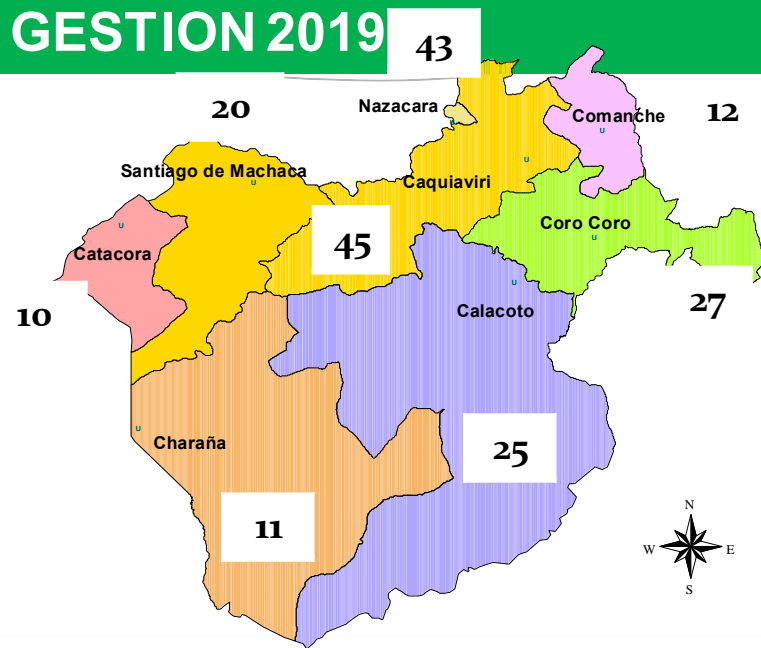 GESTION 2019
43
20
Nazacara
Comanche
12
Santiago de Machaca
Caquiaviri
Coro Coro
45
Catacora
10
27
Calacoto
Charaña
25
11
N
W
E
S